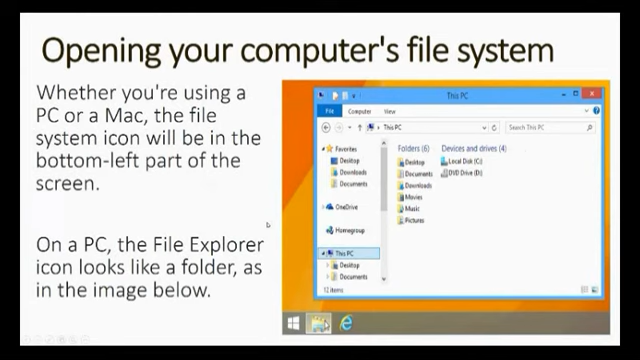 Opening your computer's file system
Whether you're using a
PC or a Mac, the file
system icon will be in the
bottom-left part of the
screen.
On a PC, the File Explorer
icon looks like a folder, as
in the image below.
This PC
File Computer View
This PC
Search This PC
Favorites
Desktop
Downloads
Documents
OneDrive
Homegroup
This PC
Desktop
Documents
12 items
Folders (6)
Desktop
Documents
Downloads
Movies
Music
Pictures
Devices and drives (4)
Local Disk (C:)
DVD Drive (D:)